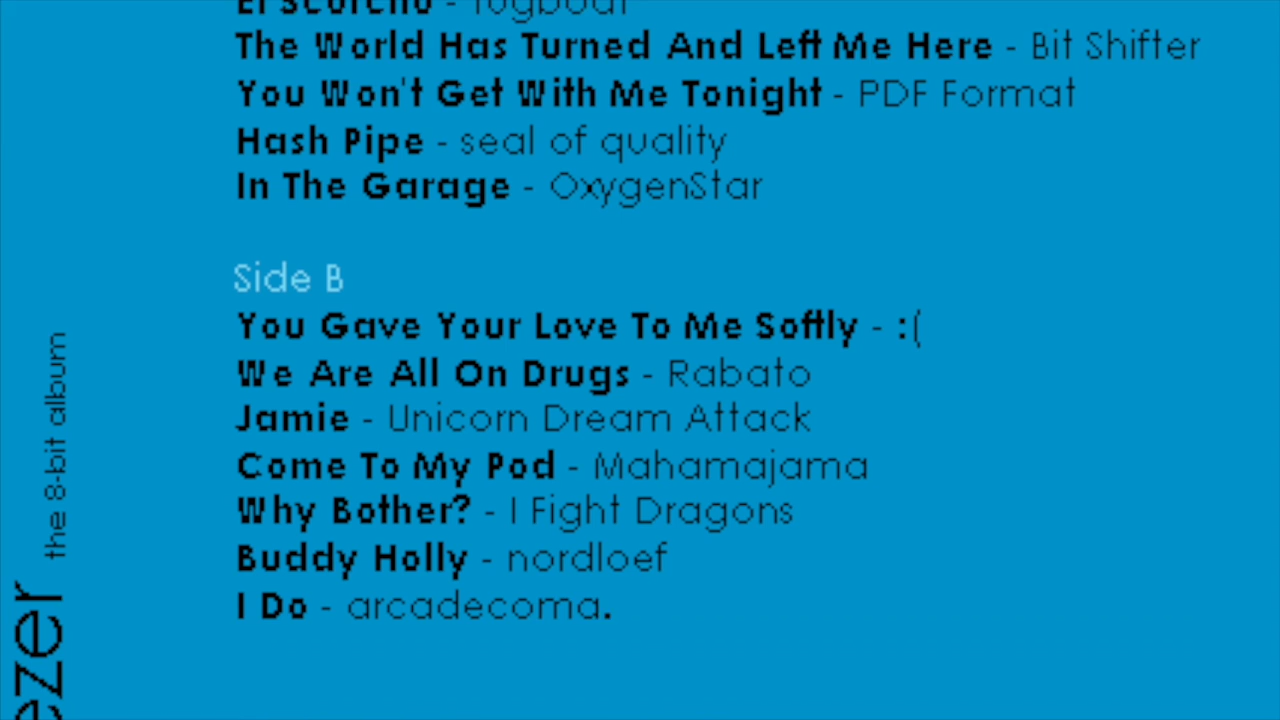 El Scorcho - Tugboat
The World Has Turned And Left Me Here - Bit Shifter
You Won't Get With Me Tonight - PDF Format
Hash Pipe - seal of quality
In The Garage - OxygenStar
Side B
You Gave Your Love To Me Softly - :(
We Are All On Drugs - Rabato
Jamie - Unicorn Dream Attack
Come To My Pod - Mahamajama
Why Bother? - I Fight Dragons
Buddy Holly - nordloef
I Do - arcadecoma.
ezer the 8-bit album